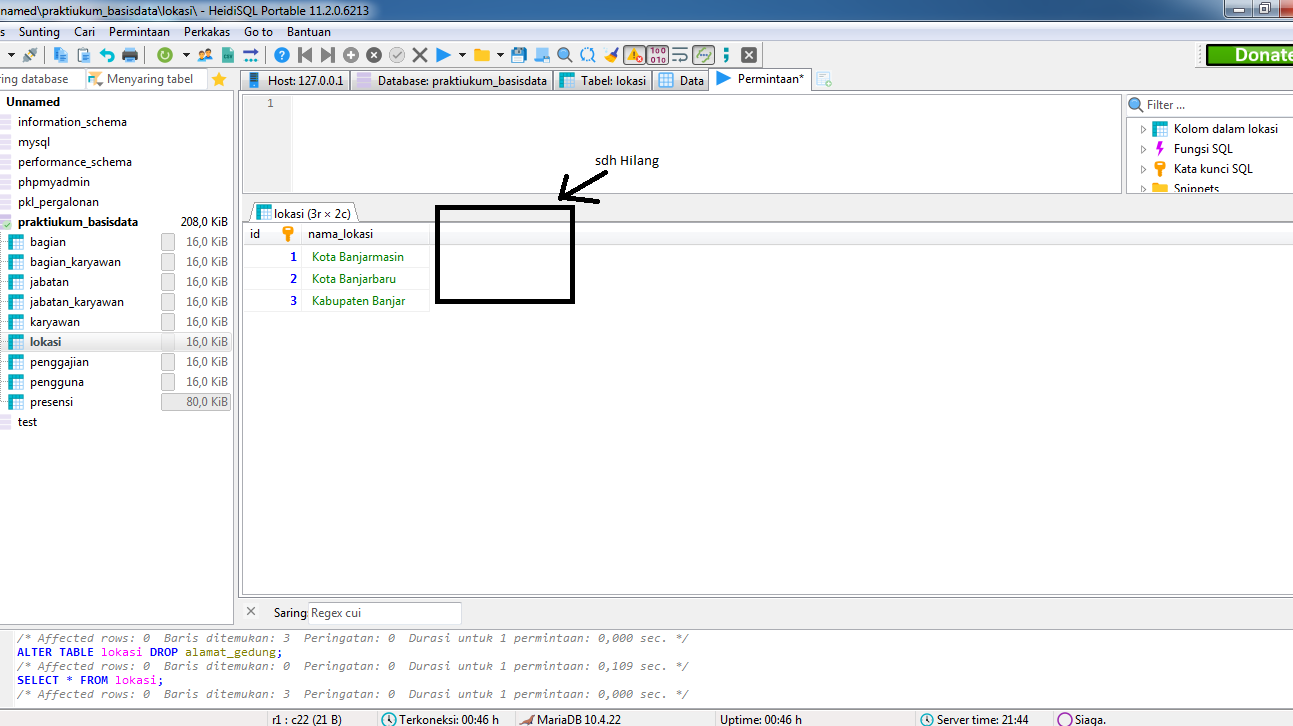 named\praktiukum_basisdata\lokasi\ - HeidiSQL Portable 11.2.0.6213
s Sunting Cari Permintaan Perkakas Go to Bantuan
Donate
ring database Menyaring tabel
Host: 127.0.0.1 Database: praktiukum_basisdata Tabel: lokasi Data Permintaan*
Unnamed
information_schema
mysql
performance_schema
phpmyadmin
pkl_pergalonan
praktiukum_basisdata 208,0 KiB
bagian 16,0 KiB
bagian_karyawan 16,0 KiB
jabatan 16,0 KiB
jabatan_karyawan 16,0 KiB
karyawan 16,0 KiB
lokasi 16,0 KiB
penggajian 16,0 KiB
pengguna 16,0 KiB
presensi 80,0 KiB
test
1
sdh Hilang
Filter ...
Kolom dalam lokasi
Fungsi SQL
Kata kunci SQL
Snippets
lokasi (3r × 2c)
id nama_lokasi
1 Kota Banjarmasin
2 Kota Banjarbaru
3 Kabupaten Banjar
Saring: Regex cui
/* Affected rows: 0 Baris ditemukan: 3 Peringatan: 0 Durasi untuk 1 permintaan: 0,000 sec. */
ALTER TABLE lokasi DROP alamat_gedung;
/* Affected rows: 0 Baris ditemukan: 0 Peringatan: 0 Durasi untuk 1 permintaan: 0,109 sec. */
SELECT * FROM lokasi;
/* Affected rows: 0 Baris ditemukan: 3 Peringatan: 0 Durasi untuk 1 permintaan: 0,000 sec. */
r1 : c22 (21 B) Terkoneksi: 00:46 h MariaDB 10.4.22 Uptime: 00:46 h Server time: 21:44 Siaga.